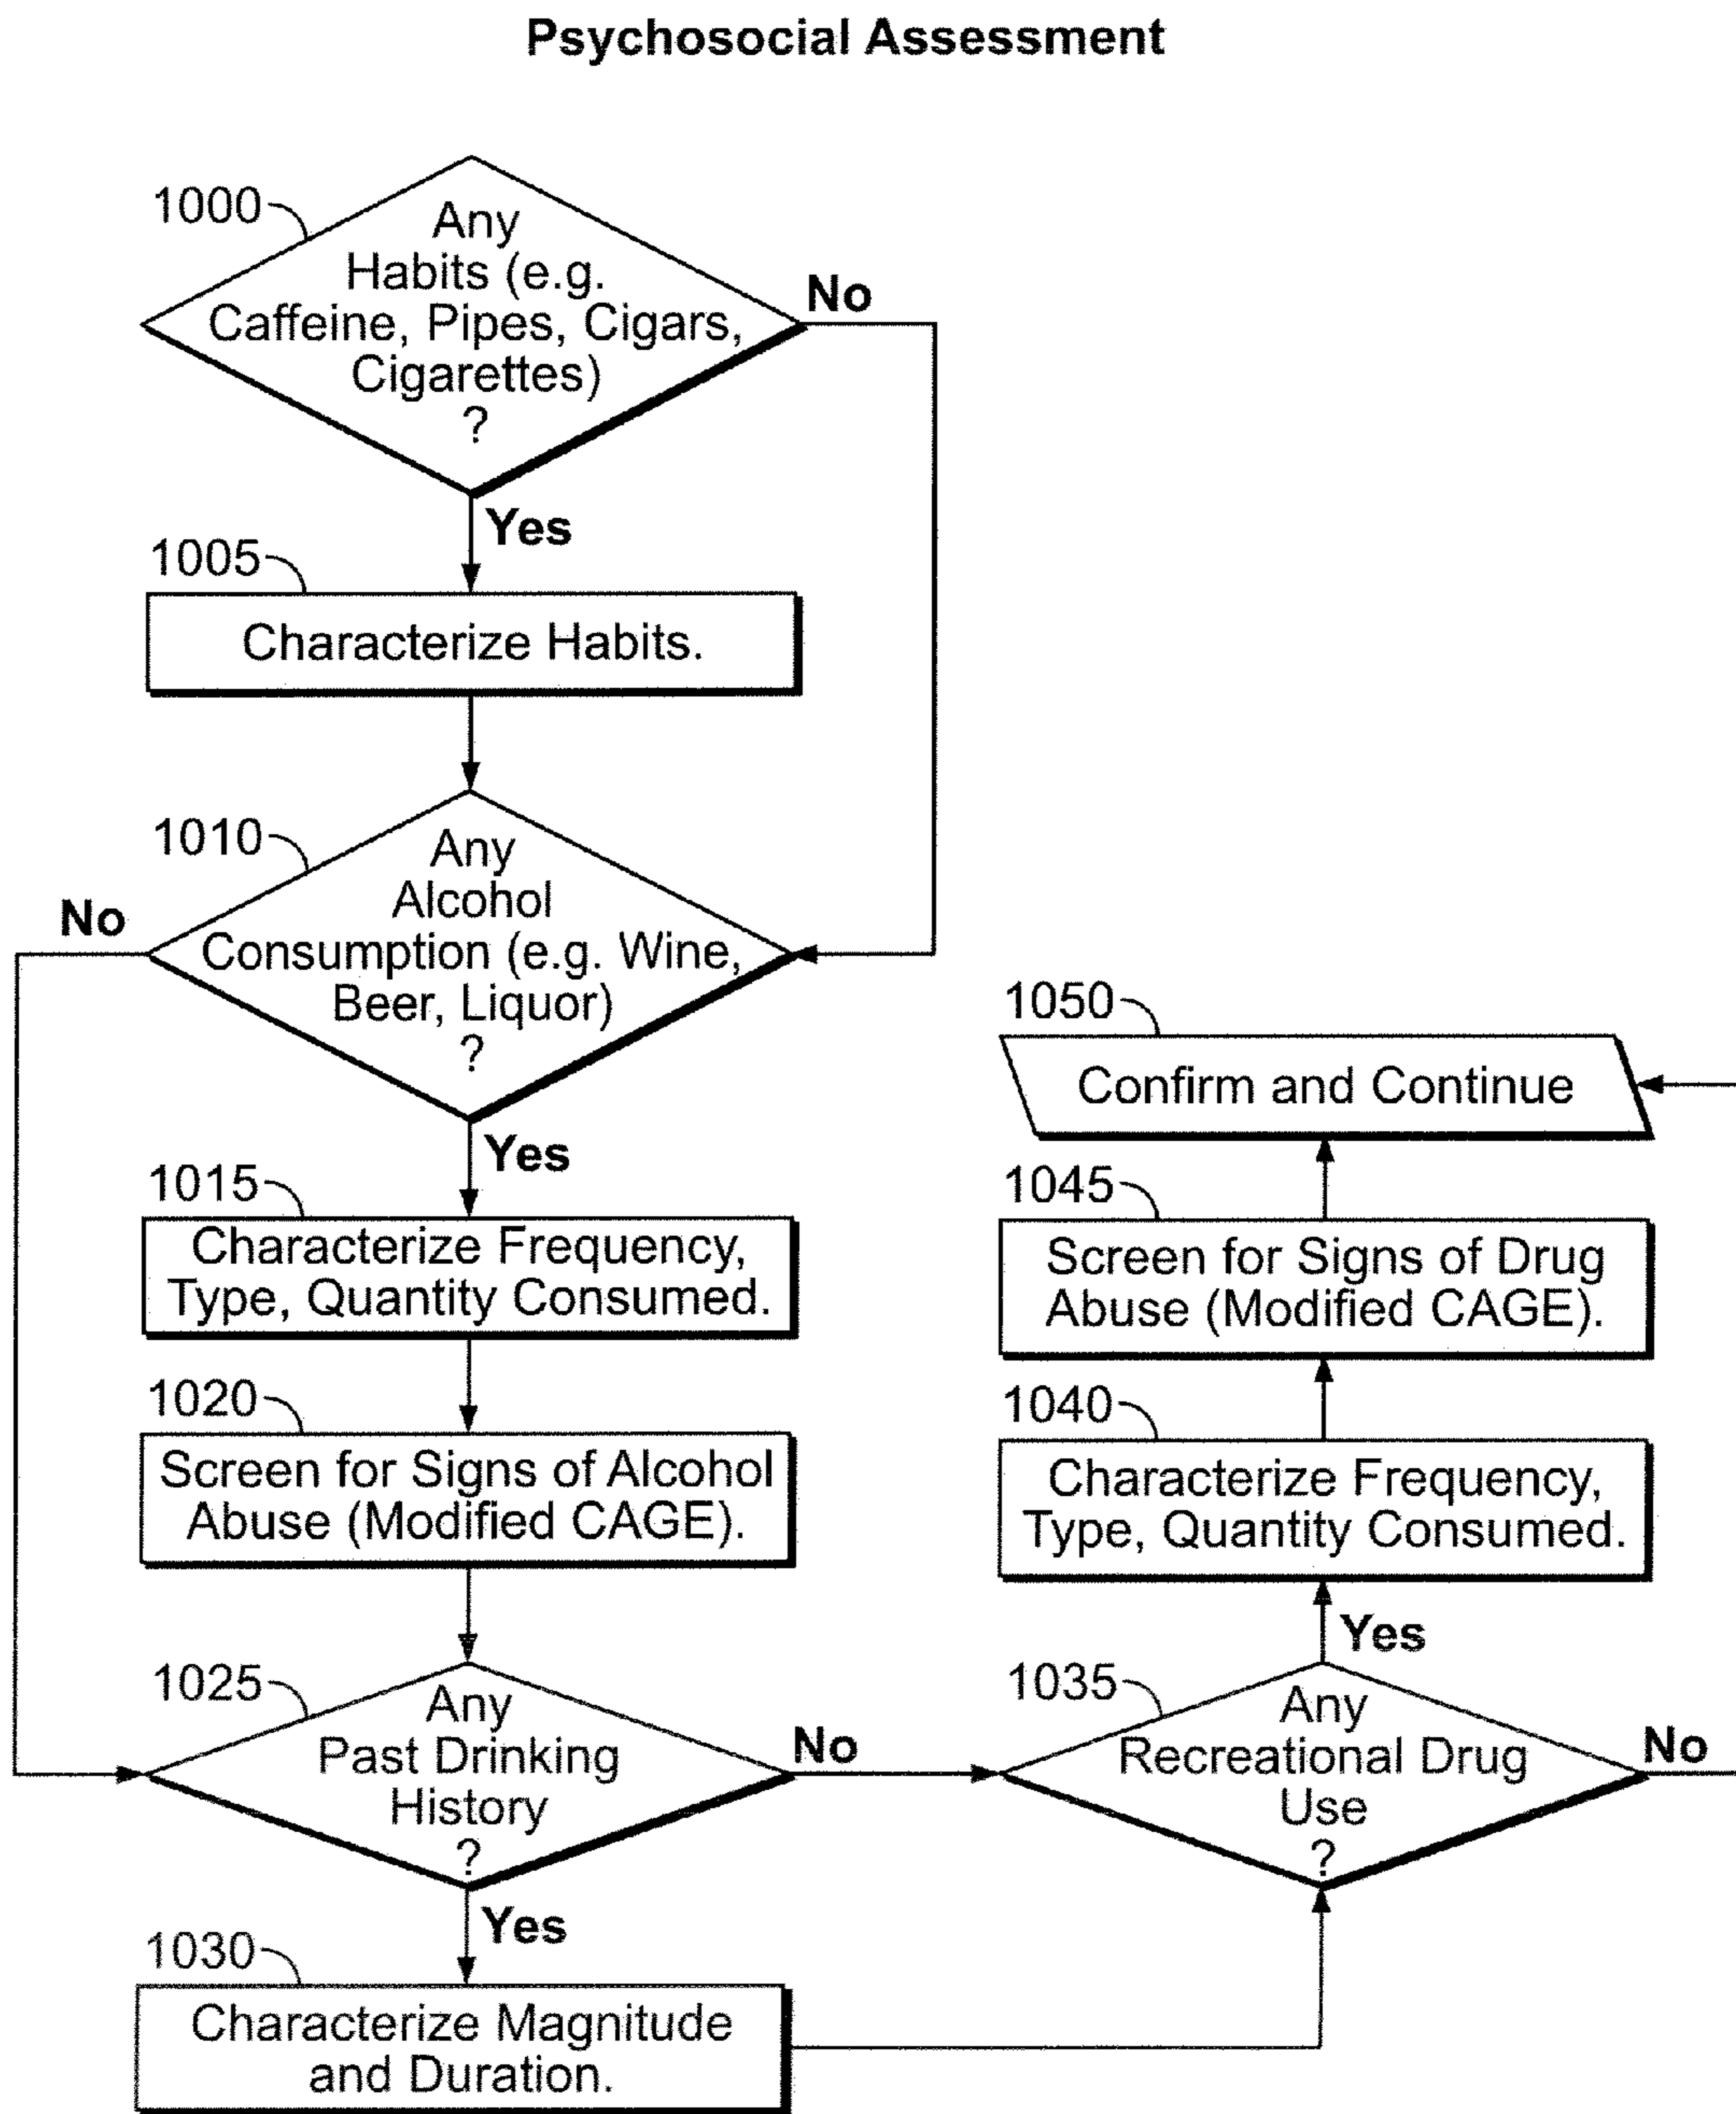 Psychosocial Assessment
1000
Any
Habits (e.g.
Caffeine, Pipes, Cigars,
Cigarettes)
?
No
Yes
1005
Characterize Habits.
1010
Any
Alcohol
Consumption (e.g. Wine,
Beer, Liquor)
?
No
Yes
1015
Characterize Frequency,
Type, Quantity Consumed.
1020
Screen for Signs of Alcohol
Abuse (Modified CAGE).
1025
Any
Past Drinking
History
?
No
Yes
1030
Characterize Magnitude
and Duration.
1035
Any
Recreational Drug
Use
?
No
Yes
1040
Characterize Frequency,
Type, Quantity Consumed.
1045
Screen for Signs of Drug
Abuse (Modified CAGE).
1050
Confirm and Continue